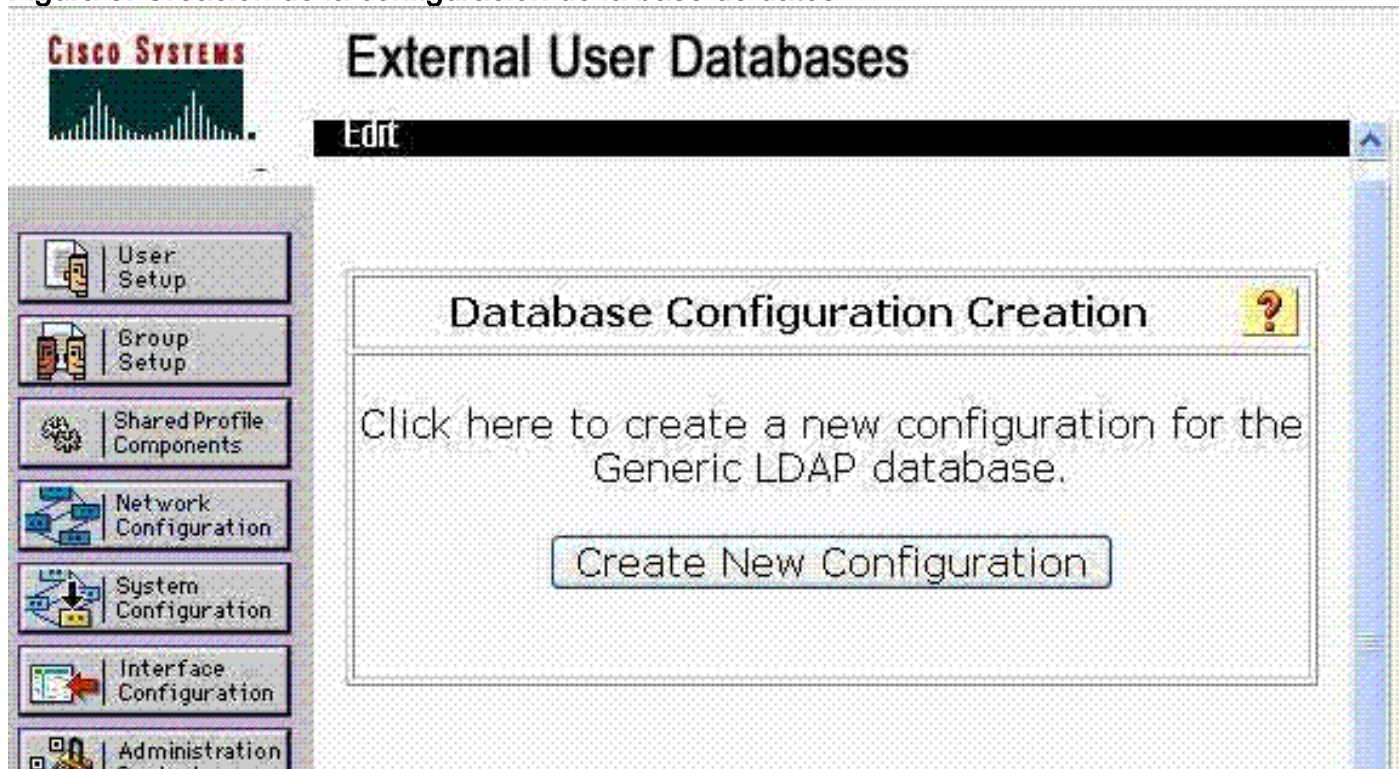 CISCO SYSTEMS
External User Databases
Edit
User
Setup
Group
Setup
Shared Profile
Components
Network
Configuration
System
Configuration
Interface
Configuration
Administration
Database Configuration Creation
?
Click here to create a new configuration for the
Generic LDAP database.
Create New Configuration